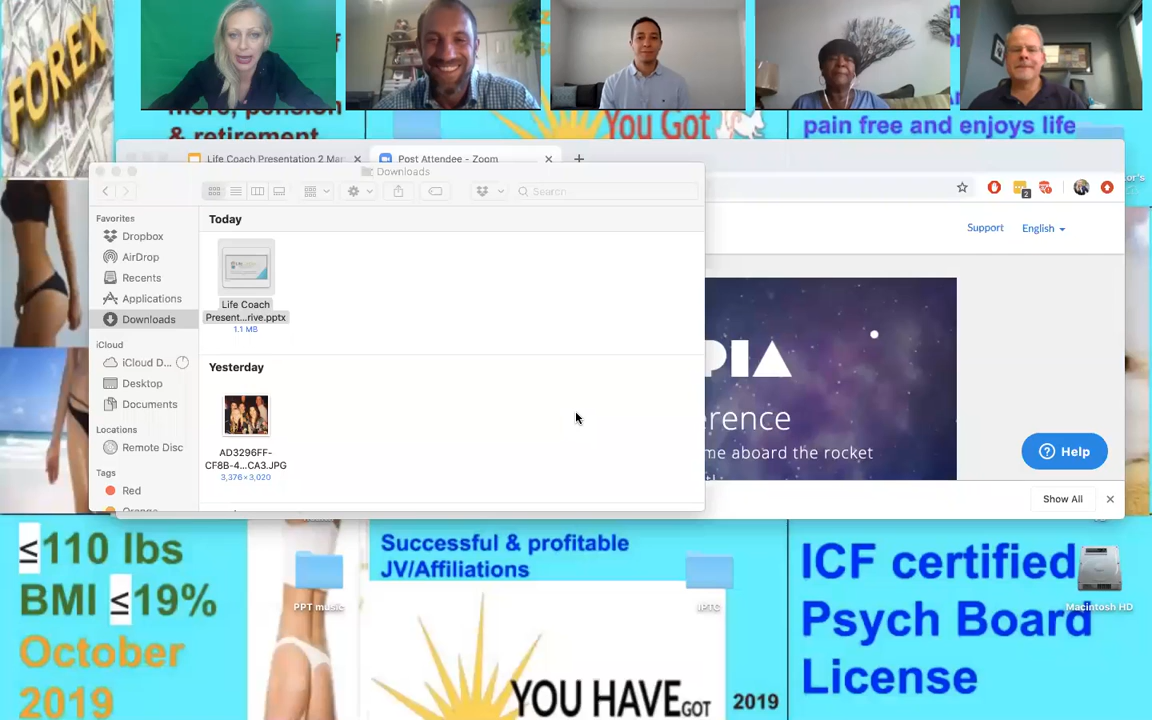 FOREX
more, pension
& retirement
You Got
pain free and enjoys life
Life Coach Presentation 2 Mar
Post Attendee - Zoom
Downloads
Search
2
Support
English
Favorites
Dropbox
AirDrop
Recents
Applications
Downloads
iCloud
iCloud D...
Desktop
Documents
Locations
Remote Disc
Tags
Red
Orange
Today
Life Coach
Present...rive.pptx
1.1 MB
Yesterday
AD3296FF-
CF8B-4...CA3.JPG
3,376×3,020
PIA
erence
me aboard the rocket
Help
Show All
≤110 lbs
BMI ≤19%
October
2019
PPT music
Successful & profitable
JV/Affiliations
IPTC
YOU HAVE GOT
2019
ICF certified
Psych Board
License
Macintosh HD